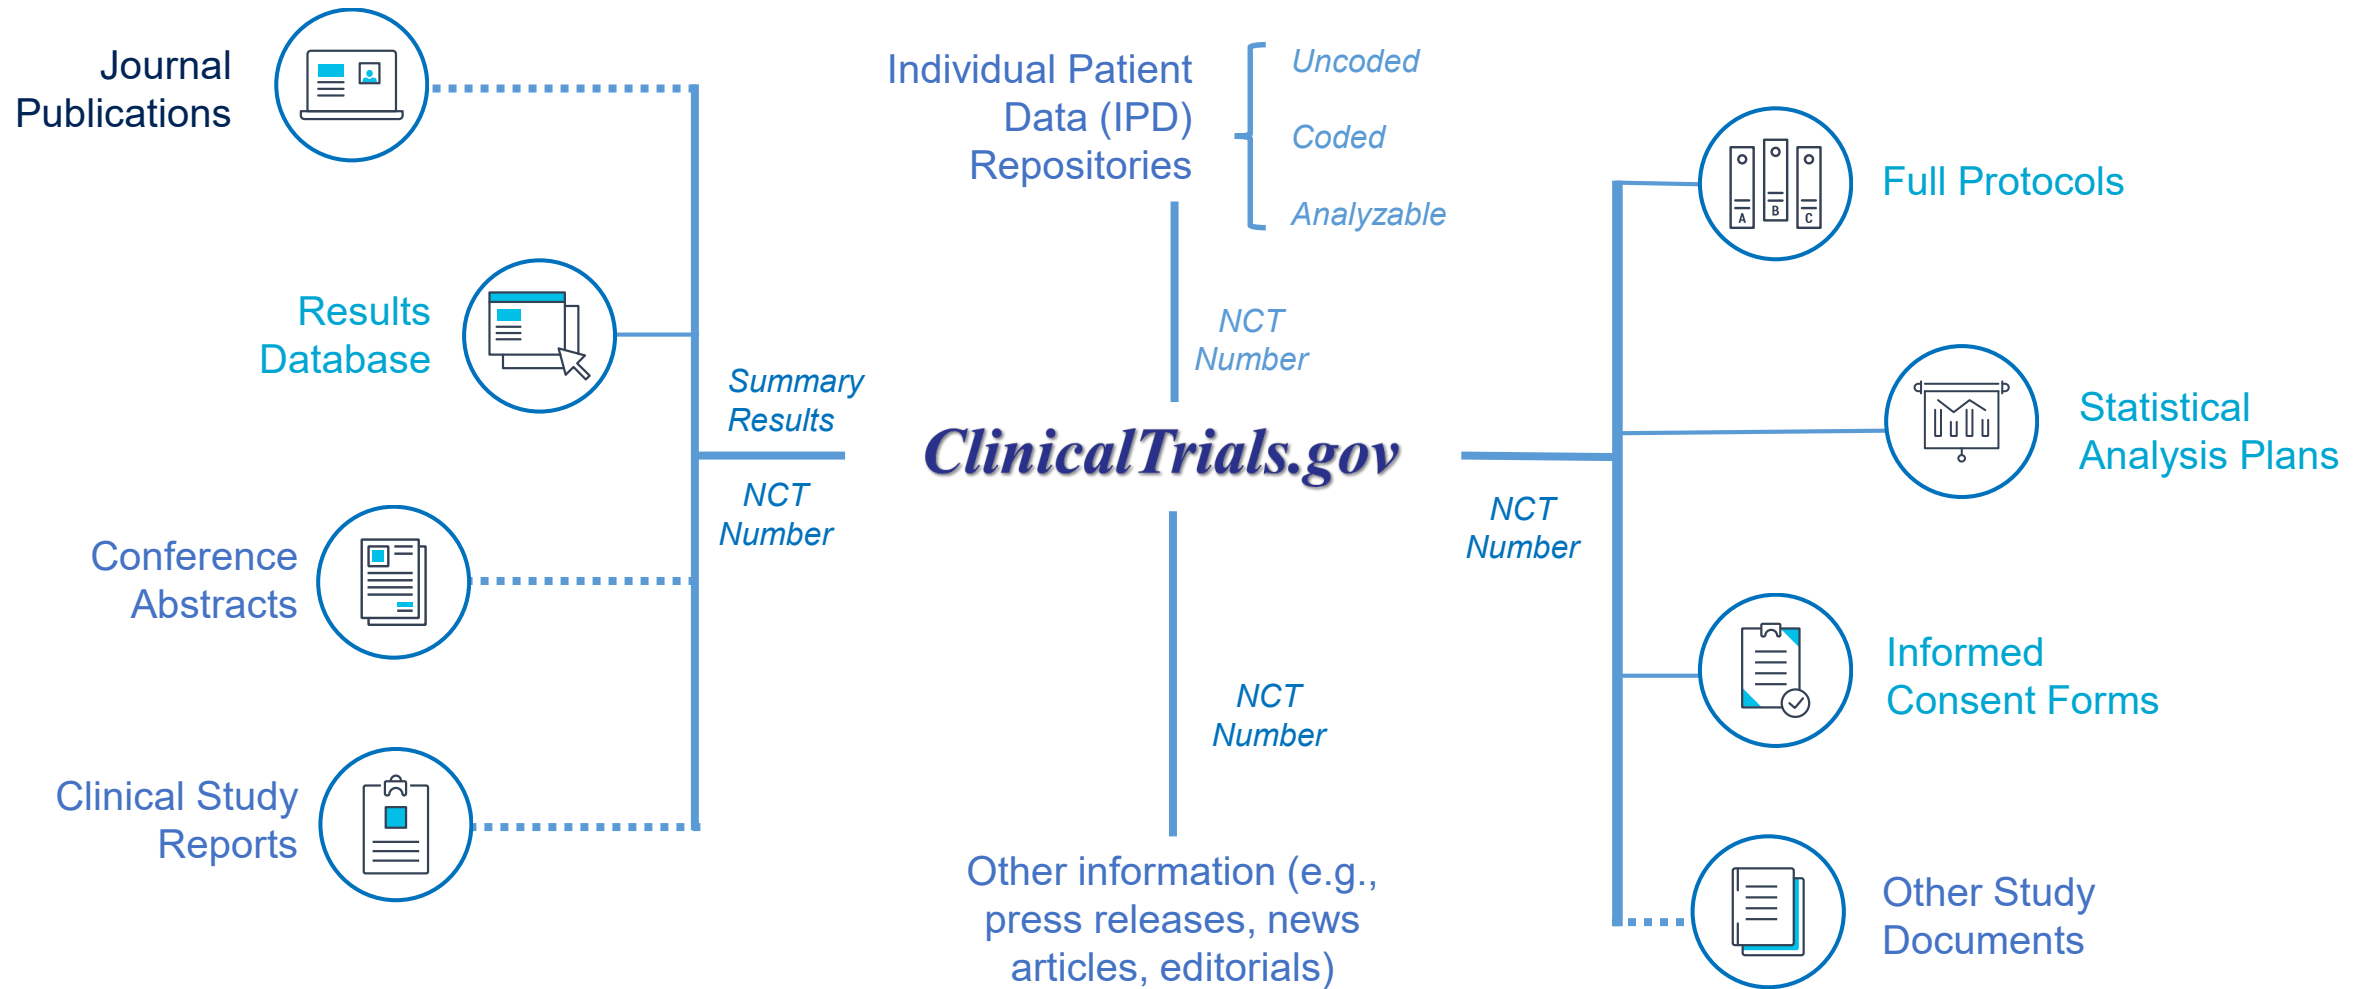 Journal
Publications
Results
Database
Conference
Abstracts
Clinical Study
Reports
Summary
Results
NCT
Number
Individual Patient
Data (IPD)
Repositories
Uncoded
Coded
Analyzable
NCT
Number
ClinicalTrials.gov
NCT
Number
Other information (e.g.,
press releases, news
articles, editorials)
NCT
Number
A
B
C
Full Protocols
Statistical
Analysis Plans
Informed
Consent Forms
Other Study
Documents